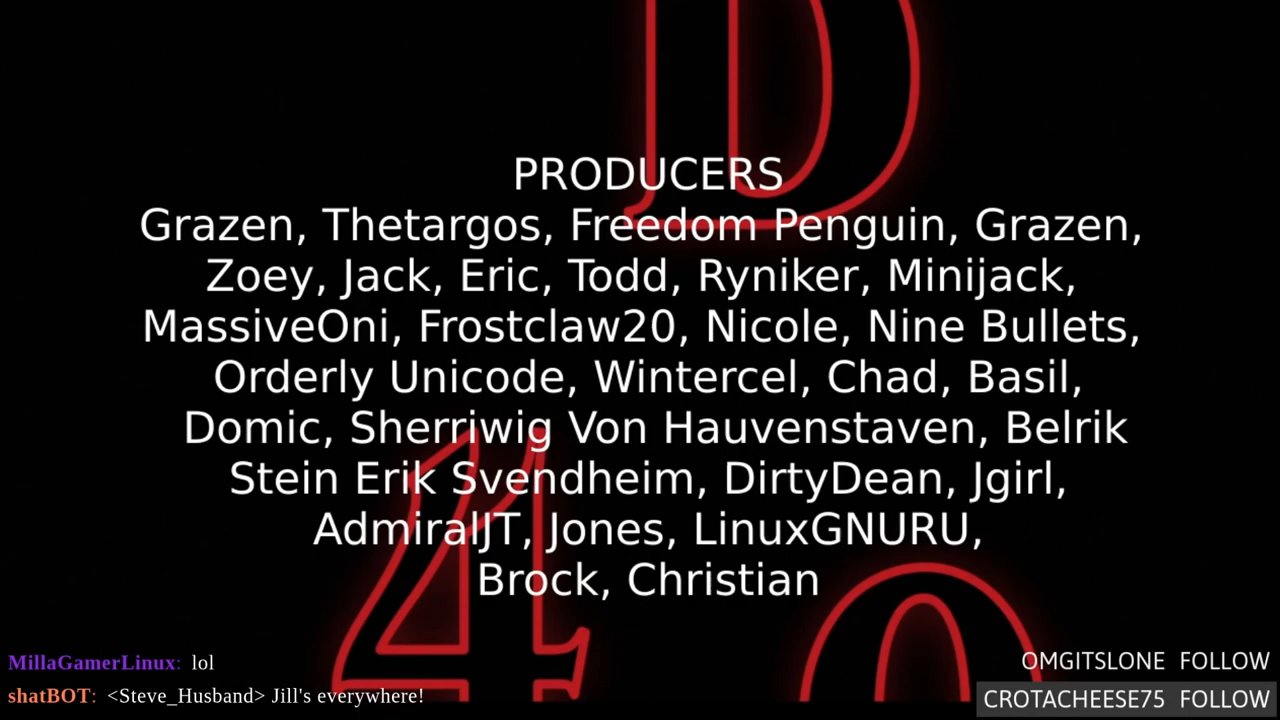 D
PRODUCERS
Grazen, Thetargos, Freedom Penguin, Grazen,
Zoey, Jack, Eric, Todd, Ryniker, Minijack,
MassiveOni, Frostclaw20, Nicole, Nine Bullets,
Orderly Unicode, Wintercel, Chad, Basil,
Domic, Sherriwig Von Hauvenstaven, Belrik
Stein Erik Svendheim, DirtyDean, Jgirl,
AdmiralJT, Jones, LinuxGNURU,
Brock, Christian
4
MillaGamerLinux: lol
shatBOT: <Steve_Husband> Jill's everywhere!
OMGITSLONE FOLLOW
CROTACHEESE75 FOLLOW